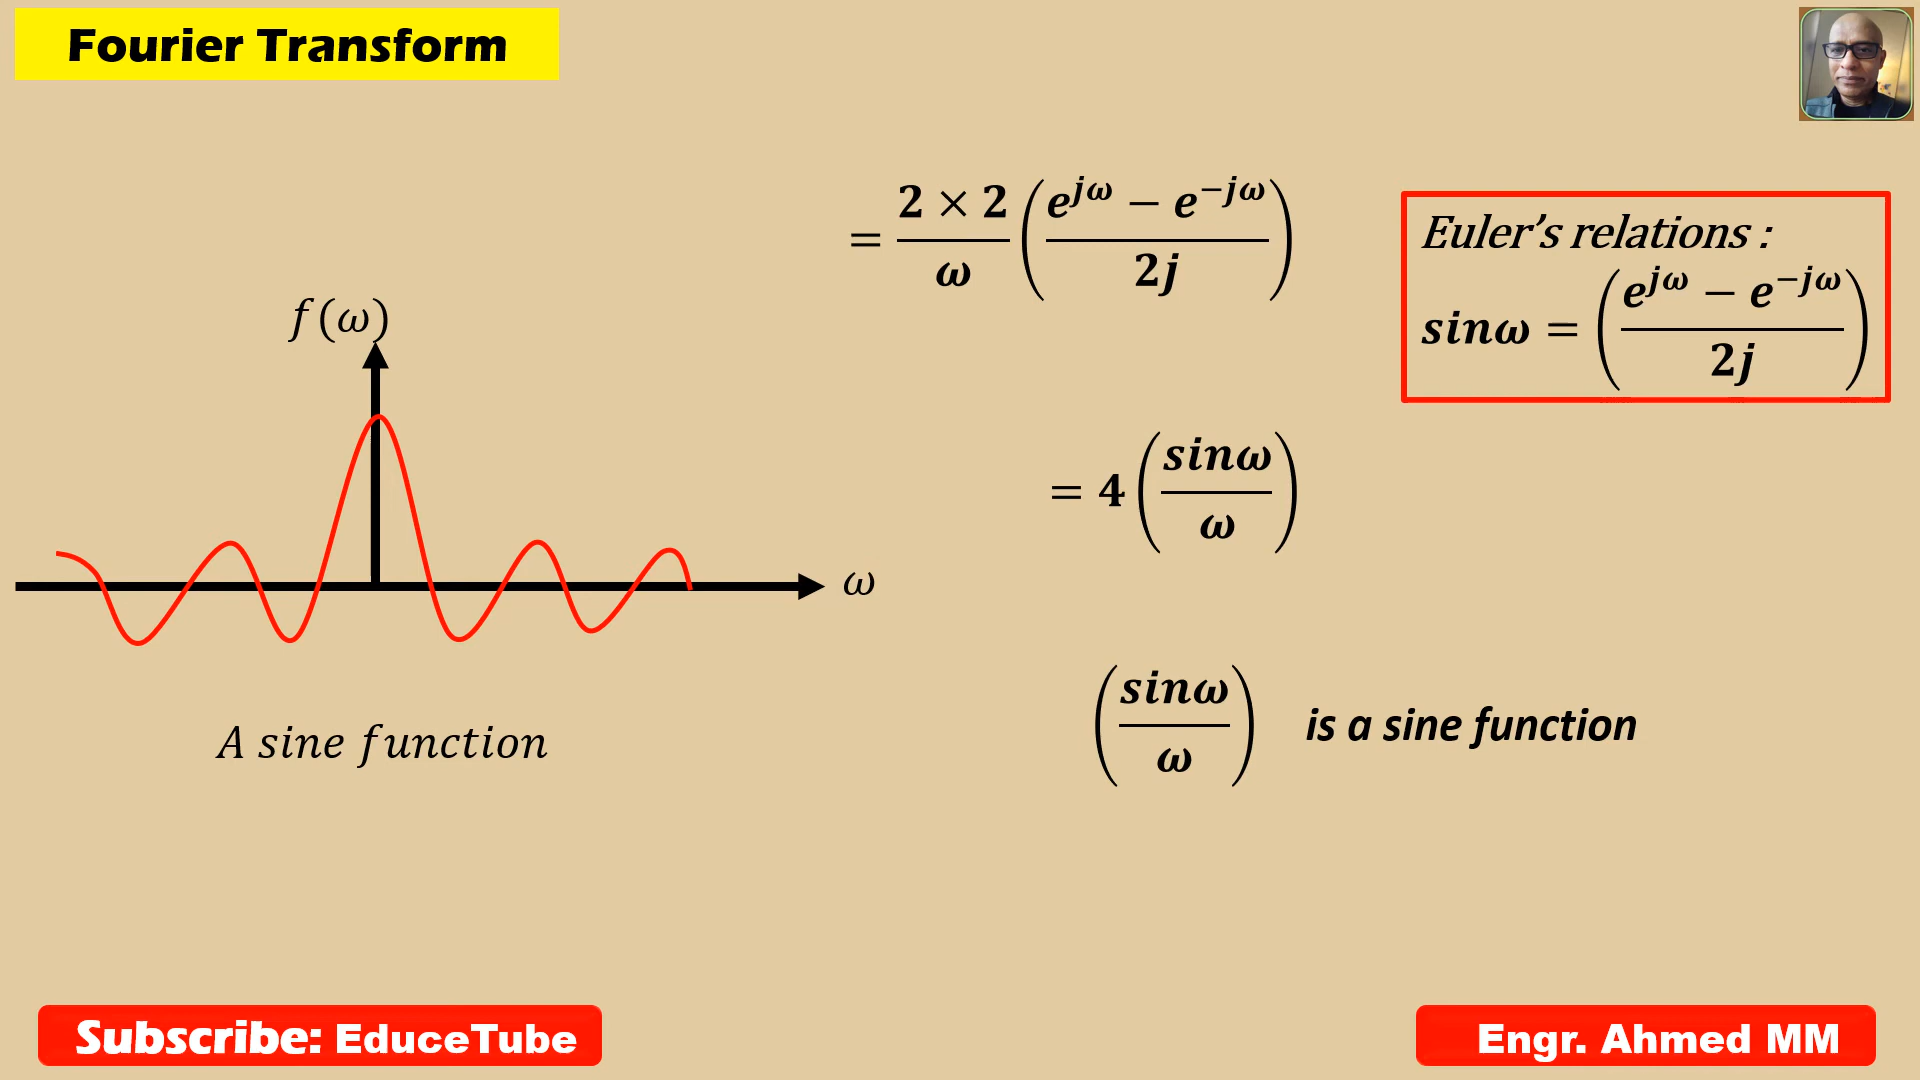 Fourier Transform
= 2 × 2 / ω ( e^{jω} − e^{−jω} / 2j )
Euler's relations :
sinω = ( e^{jω} − e^{−jω} / 2j )
f(ω)
= 4 ( sinω / ω )
ω
( sinω / ω ) is a sine function
A sine function
Subscribe: EduceTube
Engr. Ahmed MM